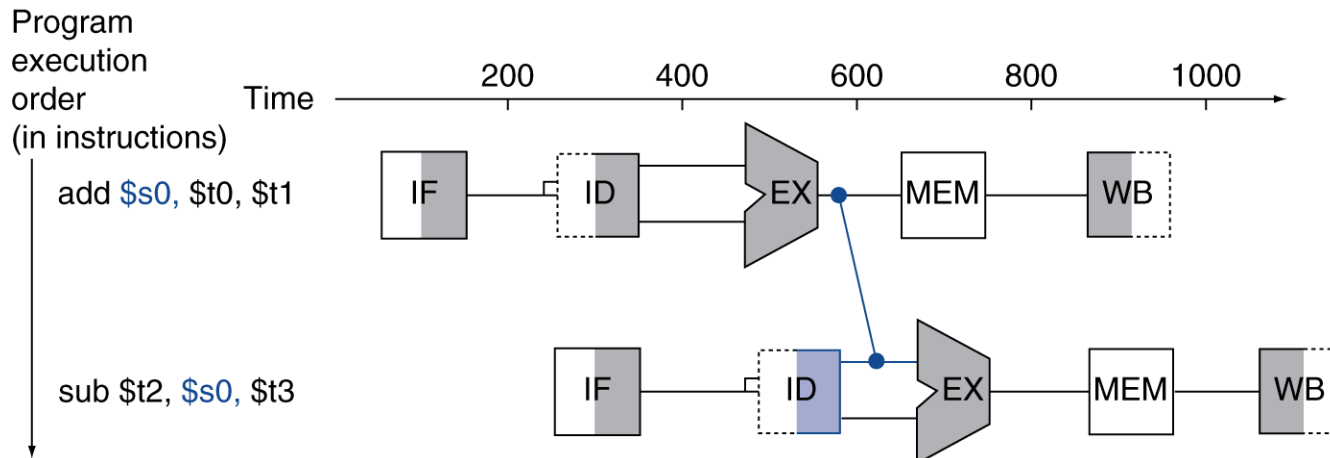 Program
execution
order
(in instructions)
Time
200 400 600 800 1000
add $s0, $t0, $t1
IF ID EX MEM WB
sub $t2, $s0, $t3
IF ID EX MEM WB